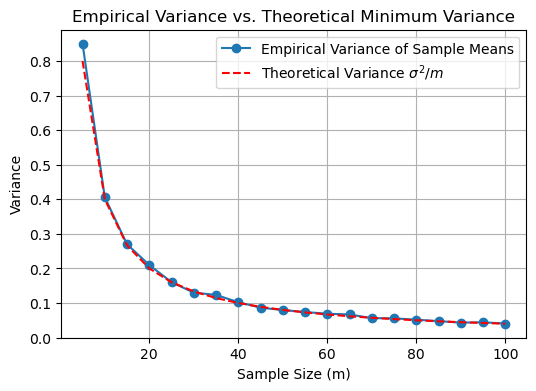 Empirical Variance vs. Theoretical Minimum Variance
Empirical Variance of Sample Means
Theoretical Variance σ²/m
Variance
0.8
0.7
0.6
0.5
0.4
0.3
0.2
0.1
0.0
20 40 60 80 100
Sample Size (m)